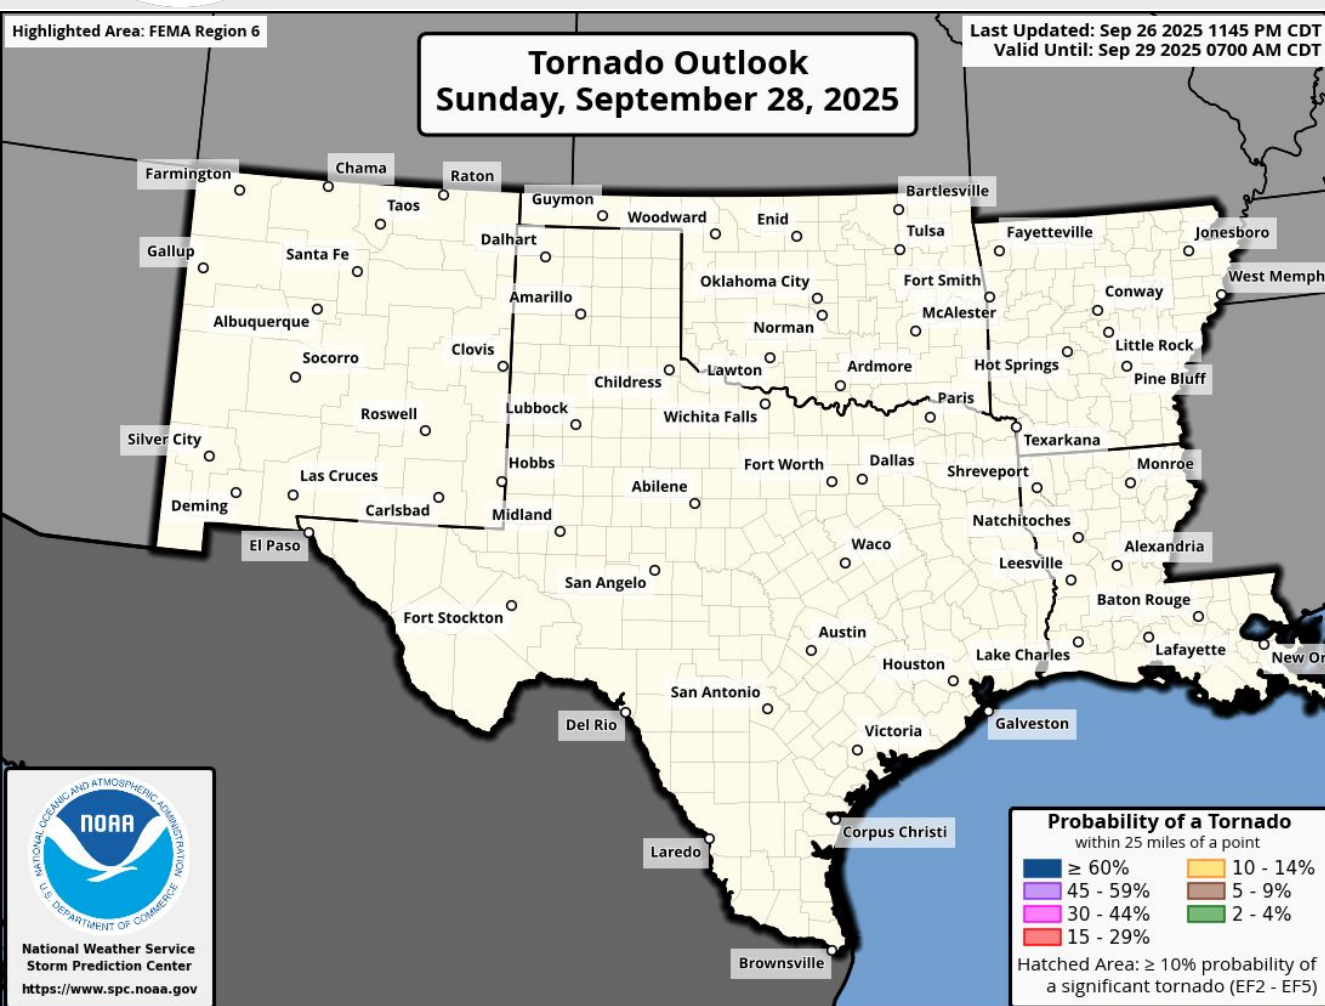 Highlighted Area: FEMA Region 6
Last Updated: Sep 26 2025 1145 PM CDT
Valid Until: Sep 29 2025 0700 AM CDT
Tornado Outlook
Sunday, September 28, 2025
Farmington
Chama
Raton
Taos
Guymon
Woodward
Enid
Bartlesville
Tulsa
Fayetteville
Jonesboro
Gallup
Santa Fe
Dalhart
Oklahoma City
Fort Smith
Conway
West Memph
Albuquerque
Amarillo
Norman
McAlester
Little Rock
Socorro
Clovis
Childress
Lawton
Ardmore
Hot Springs
Pine Bluff
Roswell
Lubbock
Wichita Falls
Paris
Texarkana
Silver City
Las Cruces
Hobbs
Abilene
Fort Worth
Dallas
Shreveport
Monroe
Deming
Carlsbad
Midland
Natchitoches
El Paso
San Angelo
Waco
Leesville
Alexandria
Fort Stockton
Austin
Baton Rouge
Houston
Lake Charles
Lafayette
New Or
San Antonio
Del Rio
Victoria
Galveston
Laredo
Corpus Christi
Brownsville
NATIONAL OCEANIC AND ATMOSPHERIC ADMINISTRATION
NOAA
U.S. DEPARTMENT OF COMMERCE
National Weather Service
Storm Prediction Center
https://www.spc.noaa.gov
Probability of a Tornado
within 25 miles of a point
≥ 60%
45 - 59%
30 - 44%
15 - 29%
10 - 14%
5 - 9%
2 - 4%
Hatched Area: ≥ 10% probability of
a significant tornado (EF2 - EF5)